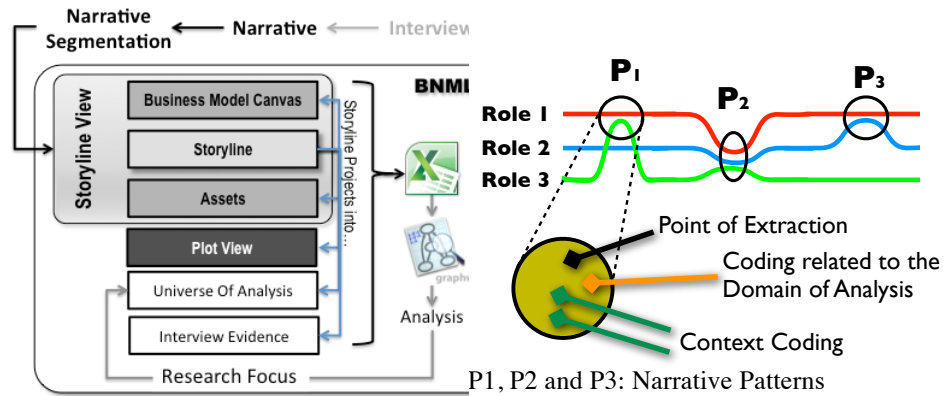 Narrative
Segmentation
Narrative
Interview
BNML
Storyline View
Business Model Canvas
Storyline
Assets
Storyline Projects into...
Plot View
Universe Of Analysis
Interview Evidence
graphv
Analysis
Research Focus
P1
P2
P3
Role 1
Role 2
Role 3
Point of Extraction
Coding related to the
Domain of Analysis
Context Coding
P1, P2 and P3: Narrative Patterns